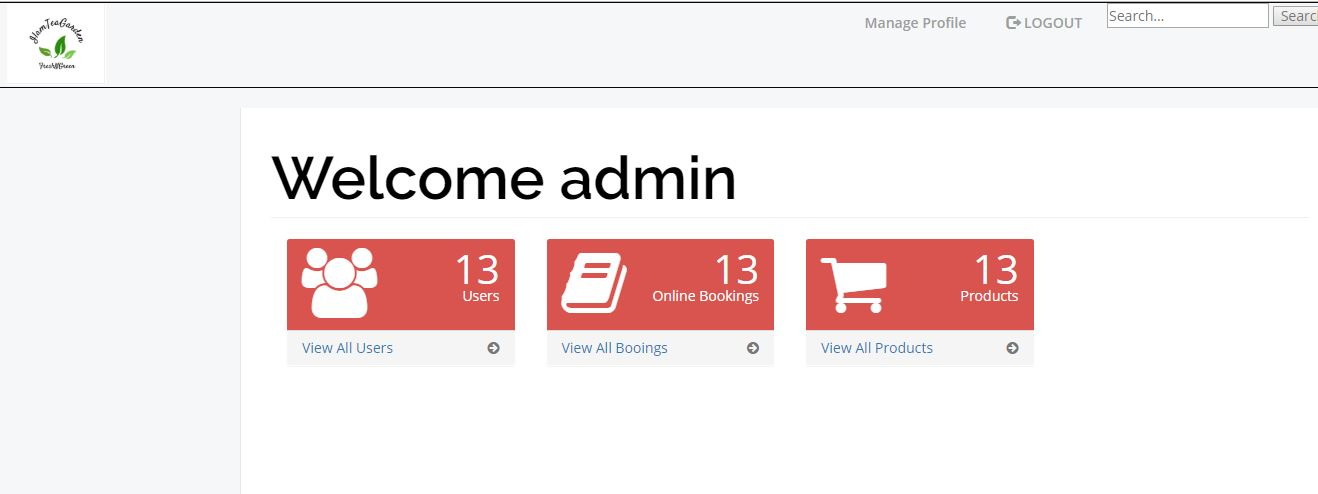 Manage Profile
LOGOUT
Search...
Searc
Welcome admin
13
Users
View All Users
13
Online Bookings
View All Booings
13
Products
View All Products